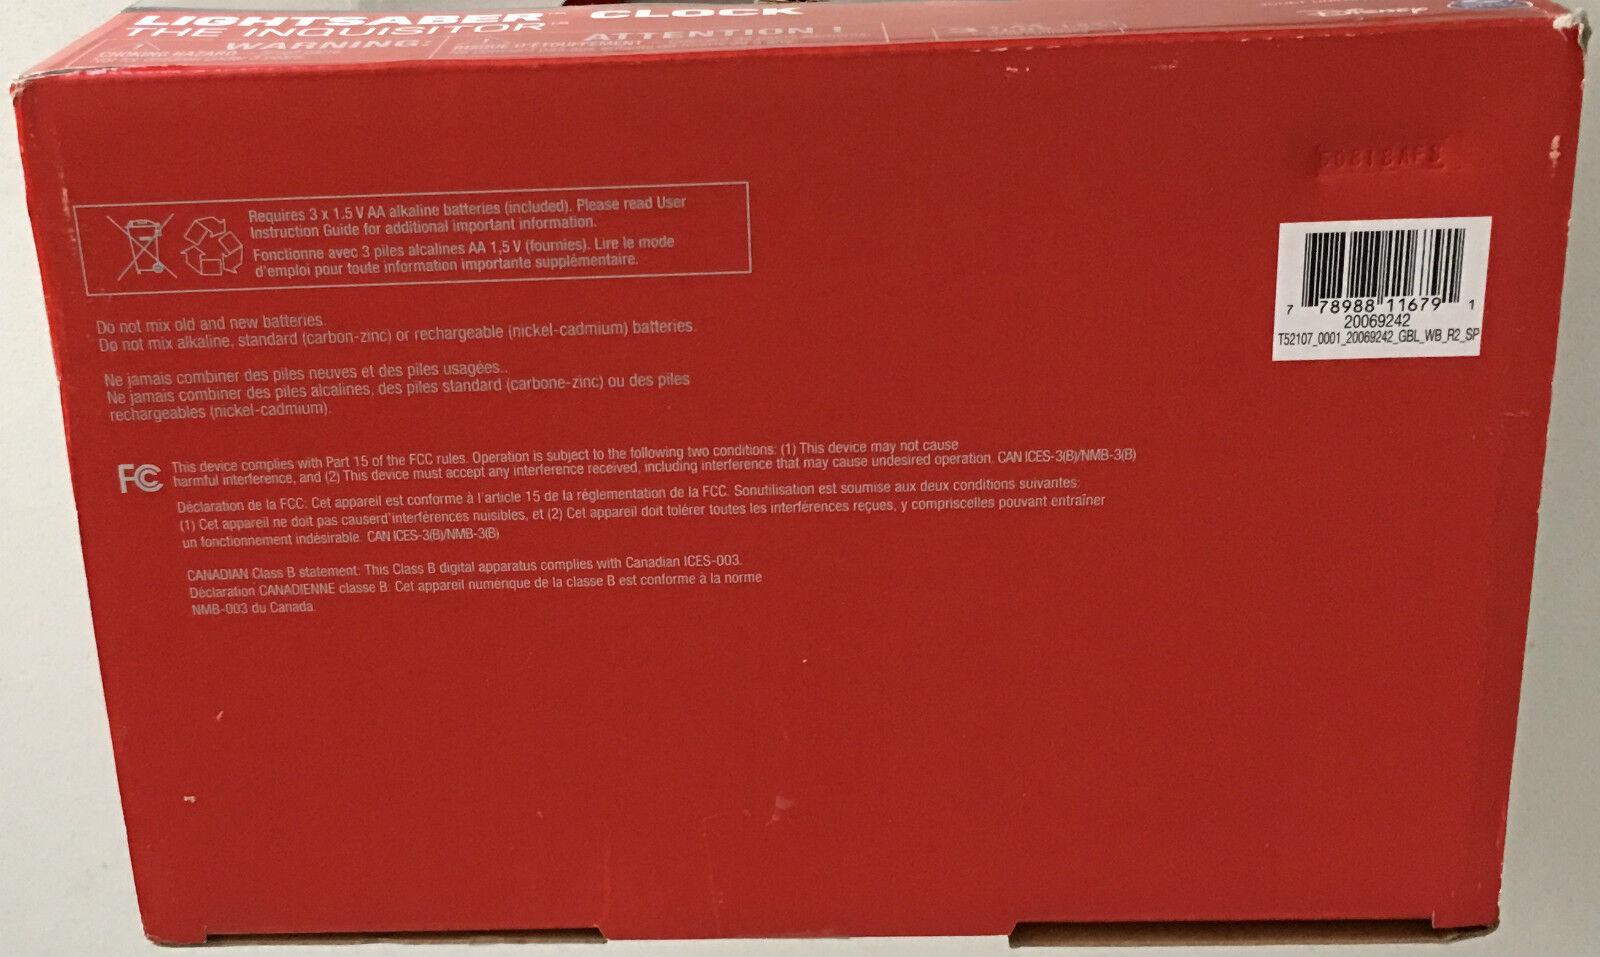 LIGHTSABER™ CLOCK
THE INQUISITOR
WARNING:
CHOKING HAZARD
ATTENTION !
RISQUE D'ÉTOUFFEMENT
Disney
50818AFS
Requires 3 x 1.5 V AA alkaline batteries (included). Please read User
Instruction Guide for additional important information.
Fonctionne avec 3 piles alcalines AA 1,5 V (fournies). Lire le mode
d'emploi pour toute information importante supplémentaire.
7 78988 11679 1
20069242
T52107_0001_20069242_GBL_WB_R2_SP
Do not mix old and new batteries.
Do not mix alkaline, standard (carbon-zinc) or rechargeable (nickel-cadmium) batteries.
Ne jamais combiner des piles neuves et des piles usagées..
Ne jamais combiner des piles alcalines, des piles standard (carbone-zinc) ou des piles
rechargeables (nickel-cadmium).
FC This device complies with Part 15 of the FCC rules. Operation is subject to the following two conditions: (1) This device may not cause
harmful interference, and (2) This device must accept any interference received, including interference that may cause undesired operation. CAN ICES-3(B)/NMB-3(B)
Déclaration de la FCC: Cet appareil est conforme à l'article 15 de la réglementation de la FCC. Sonutilisation est soumise aux deux conditions suivantes:
(1) Cet appareil ne doit pas causerd'interférences nuisibles, et (2) Cet appareil doit tolérer toutes les interférences reçues, y compriscelles pouvant entraîner
un fonctionnement indésirable. CAN ICES-3(B)/NMB-3(B)
CANADIAN Class B statement: This Class B digital apparatus complies with Canadian ICES-003.
Déclaration CANADIENNE classe B: Cet appareil numérique de la classe B est conforme à la norme
NMB-003 du Canada.